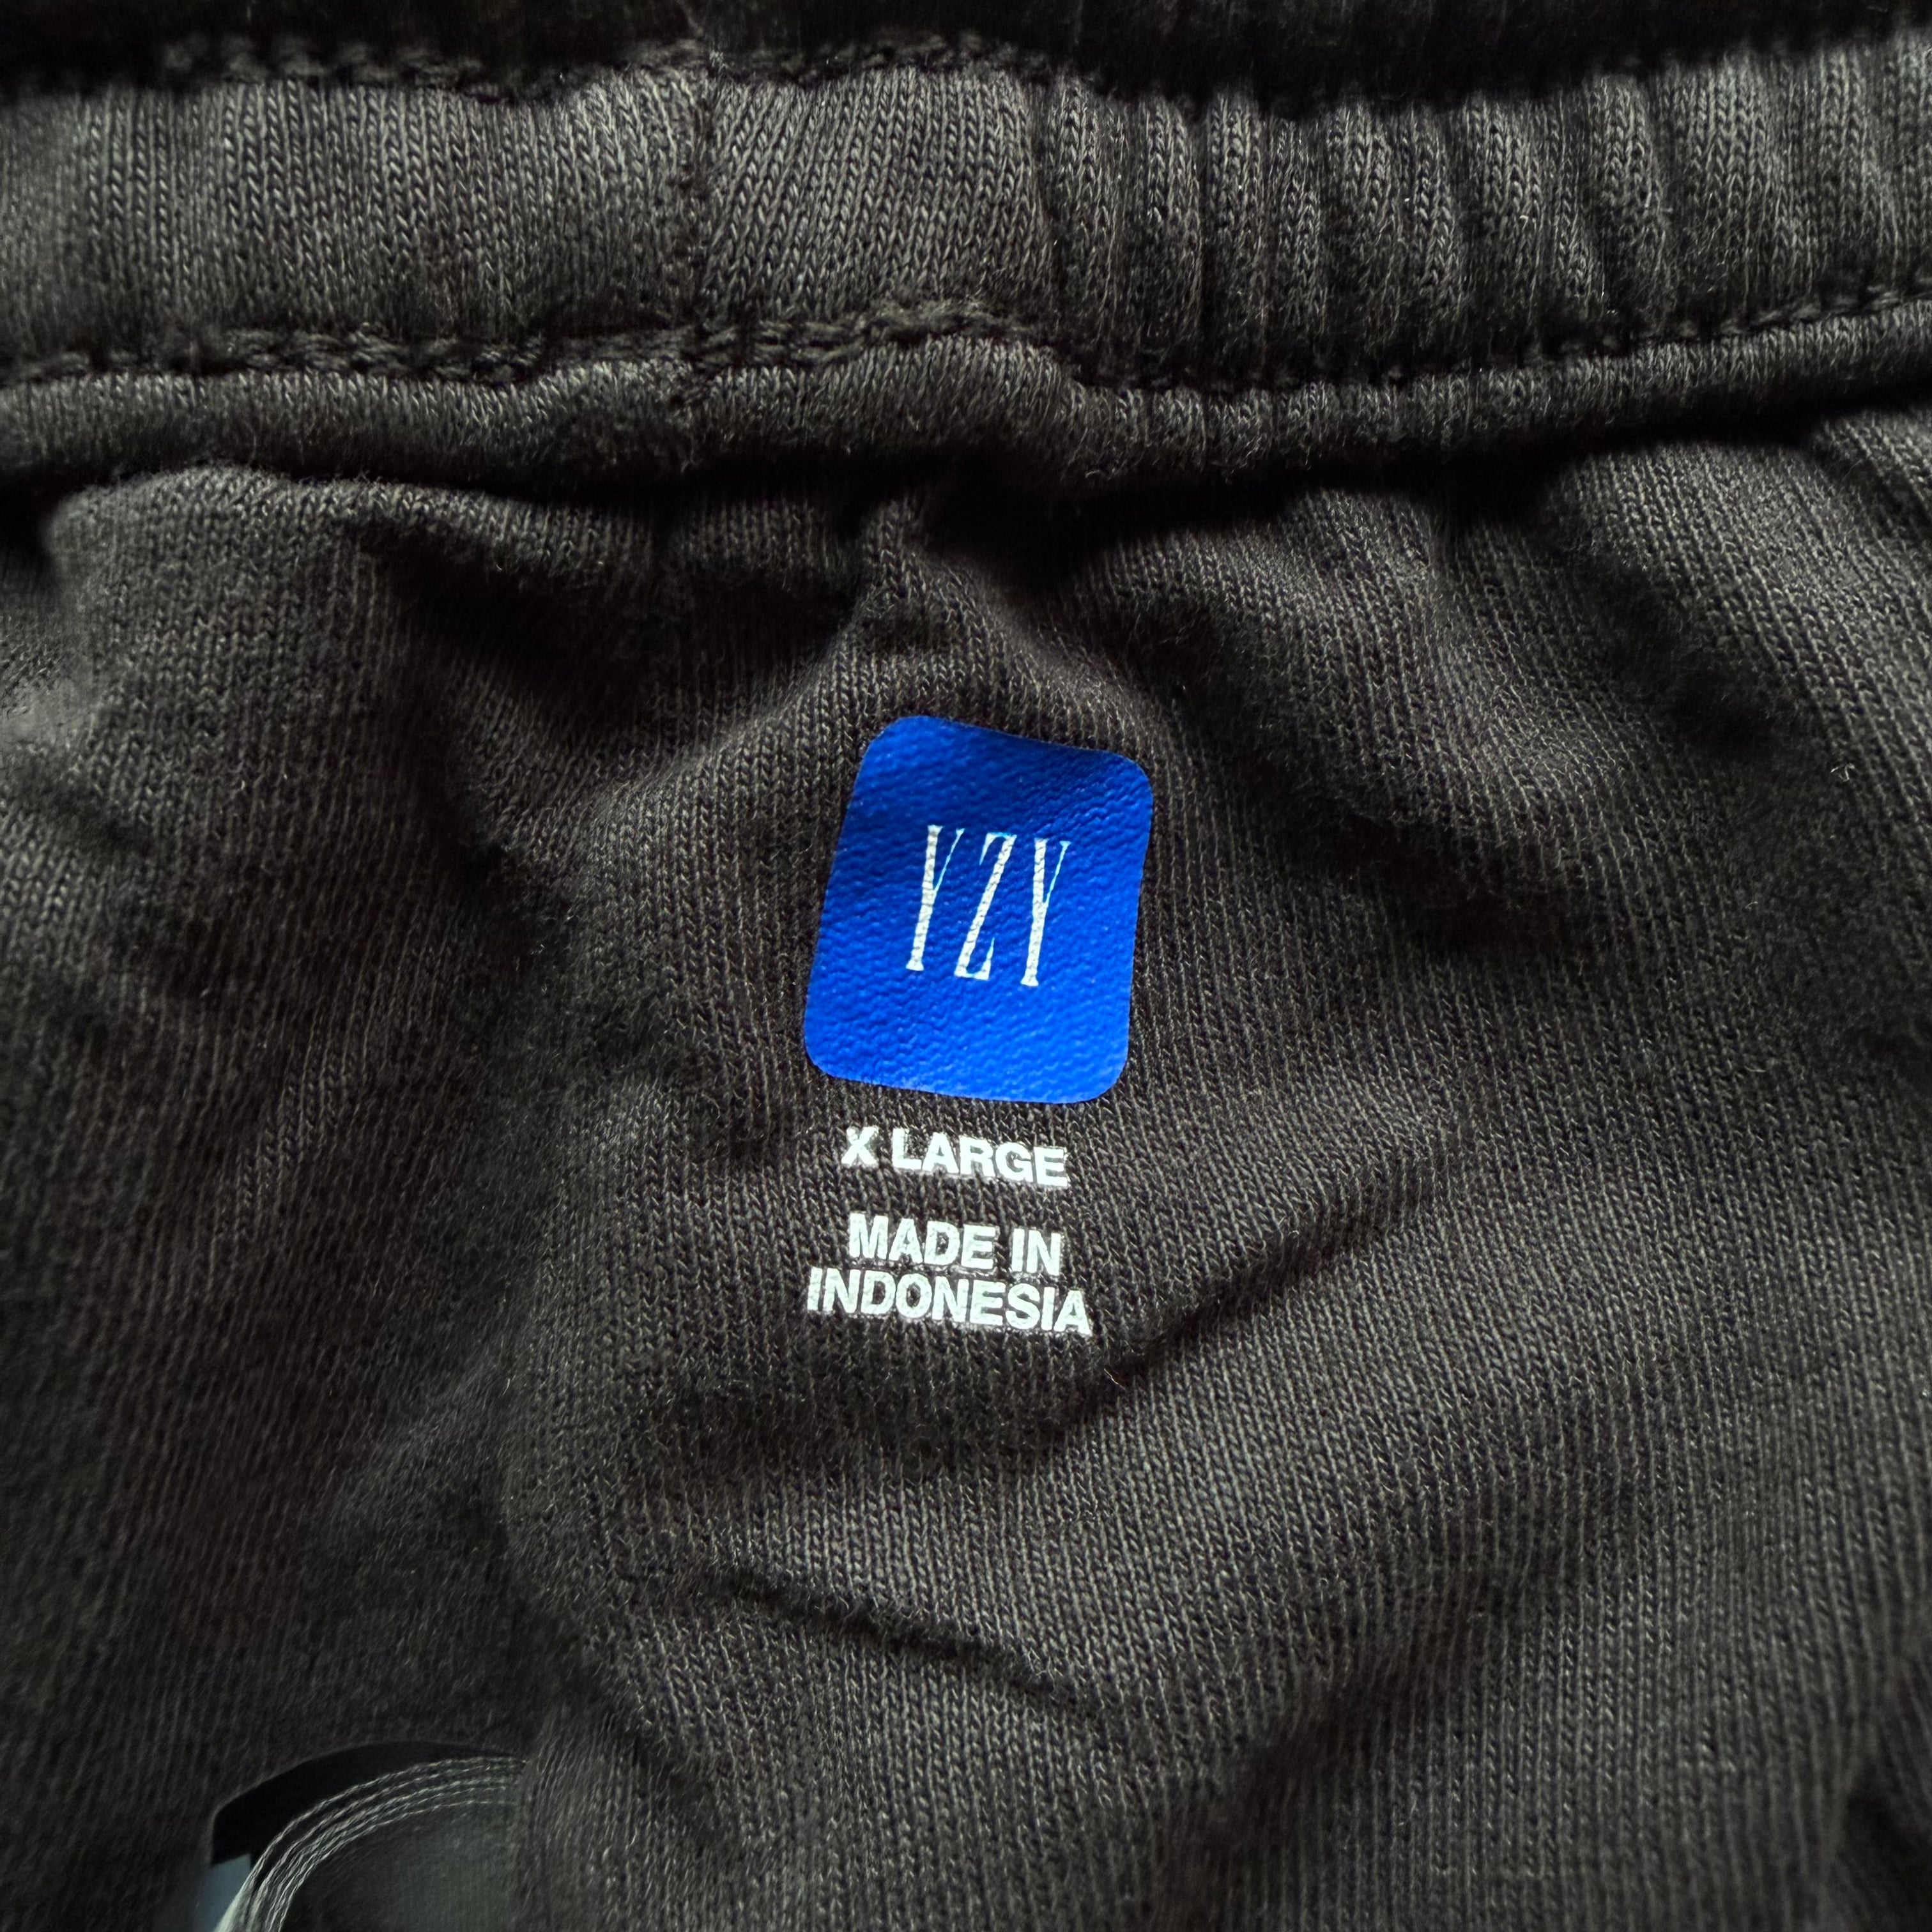 YZY
X LARGE
MADE IN
INDONESIA